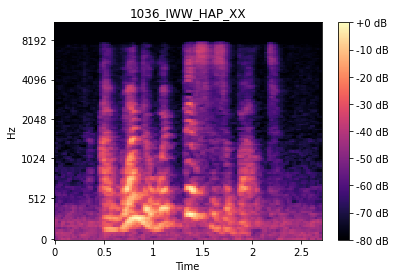 1036_IWW_HAP_XX
+0 dB
8192
-10 dB
4096
-20 dB
-30 dB
2048
-40 dB
Hz
1024
-50 dB
512
-60 dB
-70 dB
0
-80 dB
0 0.5 1 1.5 2 2.5
Time